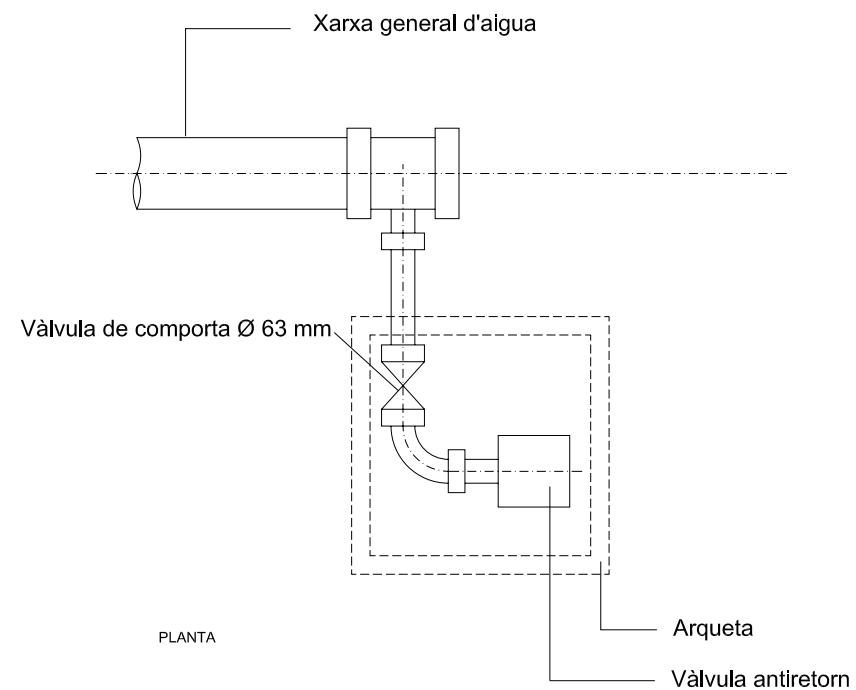 Xarxa general d'aigua
Vàlvula de comporta Ø 63 mm
PLANTA
Arqueta
Vàlvula antiretorn